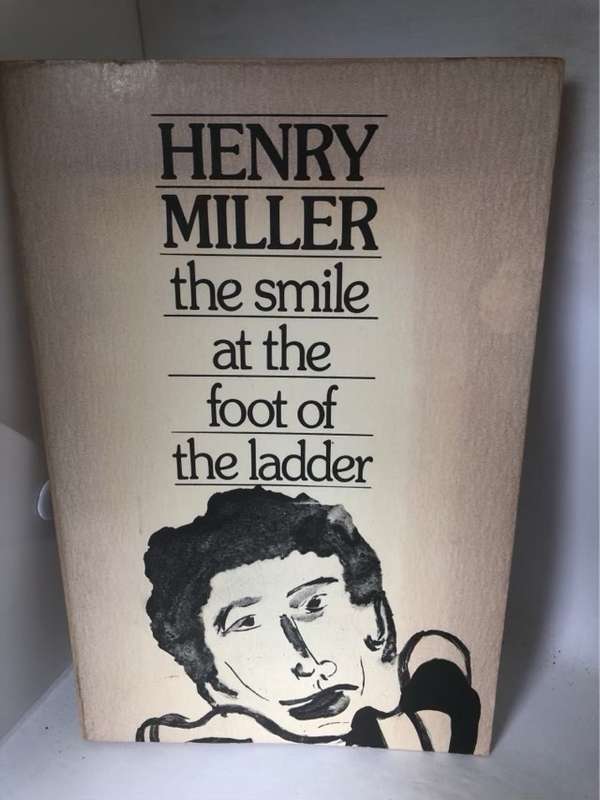 HENRY
MILLER
the smile
at the
foot of
the ladder